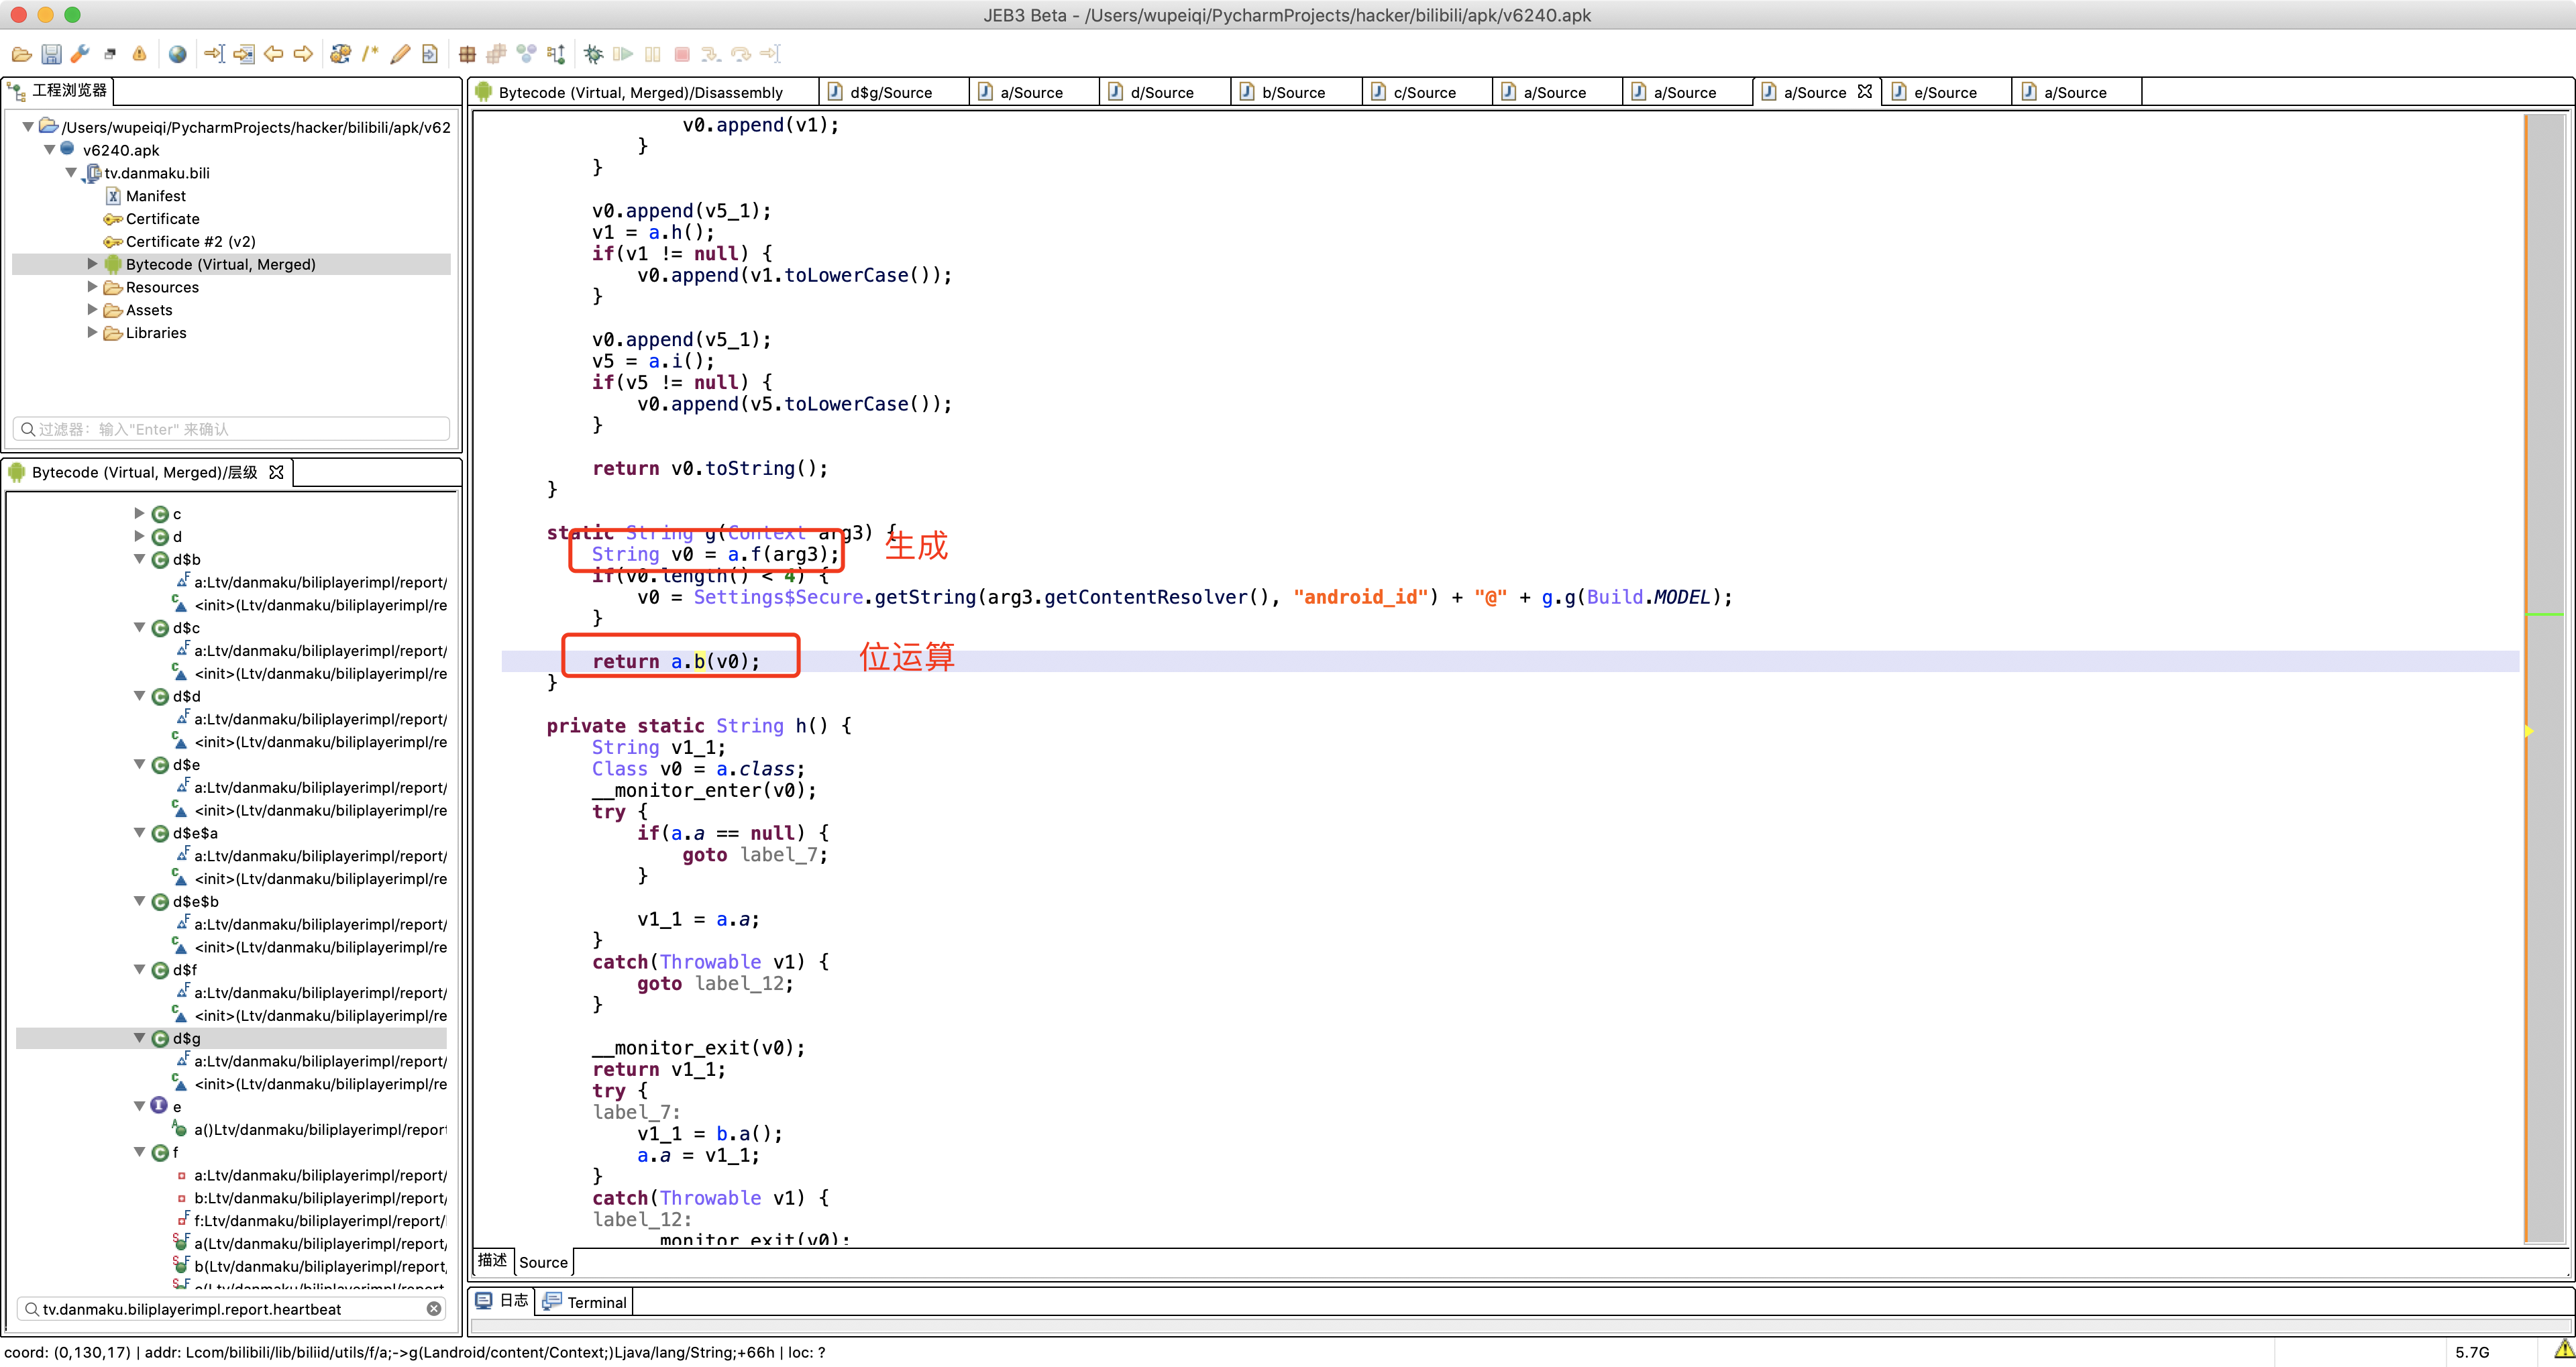 JEB3 Beta - /Users/wupeiqi/PycharmProjects/hacker/bilibili/apk/v6240.apk
工程浏览器
/Users/wupeiqi/PycharmProjects/hacker/bilibili/apk/v62
v6240.apk
tv.danmaku.bili
Manifest
Certificate
Certificate #2 (v2)
Bytecode (Virtual, Merged)
Resources
Assets
Libraries
过滤器：输入"Enter" 来确认
Bytecode (Virtual, Merged)/层级
c
d
d$b
a:Ltv/danmaku/biliplayerimpl/report/
<init>(Ltv/danmaku/biliplayerimpl/re
d$c
a:Ltv/danmaku/biliplayerimpl/report/
<init>(Ltv/danmaku/biliplayerimpl/re
d$d
a:Ltv/danmaku/biliplayerimpl/report/
<init>(Ltv/danmaku/biliplayerimpl/re
d$e
a:Ltv/danmaku/biliplayerimpl/report/
<init>(Ltv/danmaku/biliplayerimpl/re
d$e$a
a:Ltv/danmaku/biliplayerimpl/report/
<init>(Ltv/danmaku/biliplayerimpl/re
d$e$b
a:Ltv/danmaku/biliplayerimpl/report/
<init>(Ltv/danmaku/biliplayerimpl/re
d$f
a:Ltv/danmaku/biliplayerimpl/report/
<init>(Ltv/danmaku/biliplayerimpl/re
d$g
a:Ltv/danmaku/biliplayerimpl/report/
<init>(Ltv/danmaku/biliplayerimpl/re
e
a()Ltv/danmaku/biliplayerimpl/report
f
a:Ltv/danmaku/biliplayerimpl/report/
b:Ltv/danmaku/biliplayerimpl/report/
f:Ltv/danmaku/biliplayerimpl/report/
a(Ltv/danmaku/biliplayerimpl/report/
b(Ltv/danmaku/biliplayerimpl/report/
tv.danmaku.biliplayerimpl.report.heartbeat
Bytecode (Virtual, Merged)/Disassembly d$g/Source a/Source d/Source b/Source c/Source a/Source a/Source a/Source e/Source a/Source
v0.append(v1);
}
}
v0.append(v5_1);
v1 = a.h();
if(v1 != null) {
v0.append(v1.toLowerCase());
}
v0.append(v5_1);
v5 = a.i();
if(v5 != null) {
v0.append(v5.toLowerCase());
}
return v0.toString();
}
static String g(Context arg3) {
String v0 = a.f(arg3); 生成
if(v0.length() < 4) {
v0 = Settings$Secure.getString(arg3.getContentResolver(), "android_id") + "@" + g.g(Build.MODEL);
}
return a.b(v0); 位运算
}
private static String h() {
String v1_1;
Class v0 = a.class;
__monitor_enter(v0);
try {
if(a.a == null) {
goto label_7;
}
v1_1 = a.a;
}
catch(Throwable v1) {
goto label_12;
}
__monitor_exit(v0);
return v1_1;
try {
label_7:
v1_1 = b.a();
a.a = v1_1;
}
catch(Throwable v1) {
label_12:
__monitor_exit(v0);
描述 Source
日志 Terminal
coord: (0,130,17) | addr: Lcom/bilibili/lib/biliid/utils/f/a;->g(Landroid/content/Context;)Ljava/lang/String;+66h | loc: ?
5.7G